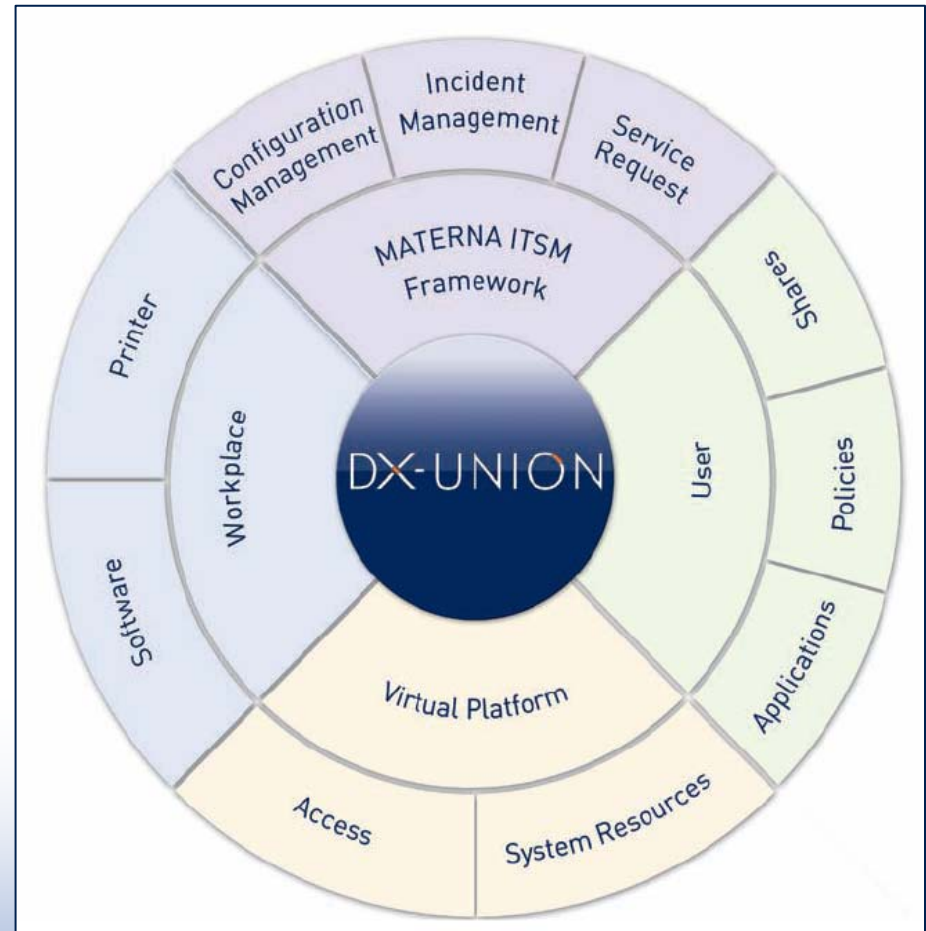 Configuration
Management
Incident
Management
Service
Request
MATERNA ITSM
Framework
Printer
Software
Workplace
DX-UNION
User
Shares
Policies
Applications
Virtual Platform
Access
System Resources